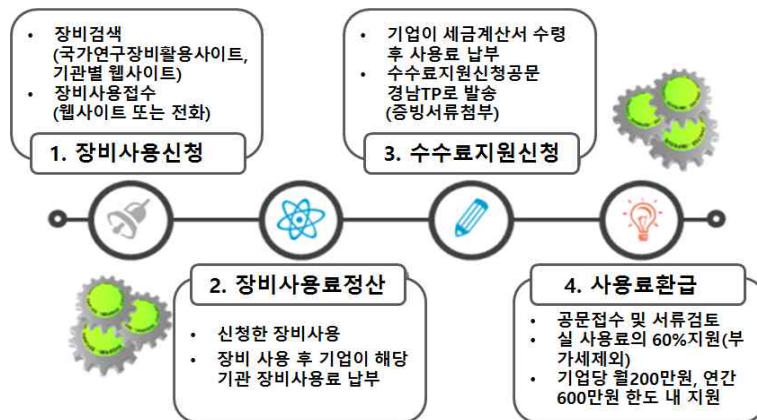 • 장비검색
(국가연구장비활용사이트,
기관별 웹사이트)
• 장비사용접수
(웹사이트 또는 전화)
1. 장비사용신청
• 기업이 세금계산서 수령
후 사용료 납부
• 수수료지원신청공문
경남TP로 발송
(증빙서류첨부)
3. 수수료지원신청
2. 장비사용료정산
• 신청한 장비사용
• 장비 사용 후 기업이 해당
기관 장비사용료 납부
4. 사용료환급
• 공문접수 및 서류검토
• 실 사용료의 60%지원(부
가세제외)
• 기업당 월200만원, 연간
600만원 한도 내 지원